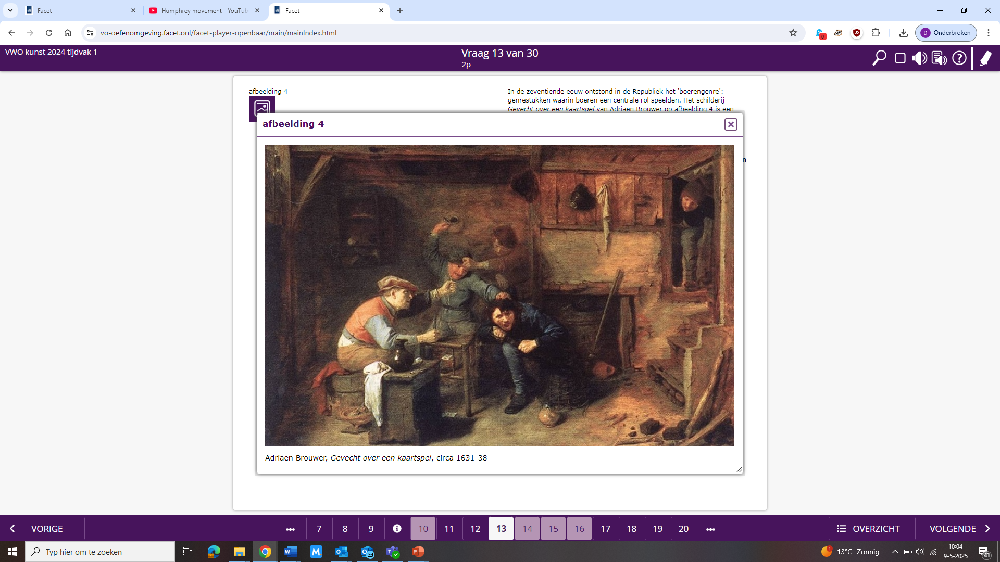 Facet
Humphrey movement - YouTub
Facet
vo-oefenomgeving.facet.onl/facet-player-openbaar/main/mainIndex.html
0
D Onderbroken
VWO kunst 2024 tijdvak 1
Vraag 13 van 30
2p
afbeelding 4
In de zeventiende eeuw ontstond in de Republiek het 'boerengenre':
genrestukken waarin boeren een centrale rol speelden. Het schilderij
Gevecht over een kaartspel van Adriaen Brouwer op afbeelding 4 is een
n
afbeelding 4
Adriaen Brouwer, Gevecht over een kaartspel, circa 1631-38
VORIGE
... 7 8 9 10 11 12 13 14 15 16 17 18 19 20 ...
OVERZICHT
VOLGENDE
Typ hier om te zoeken
1
13°C Zonnig
10:04
9-5-2025
41